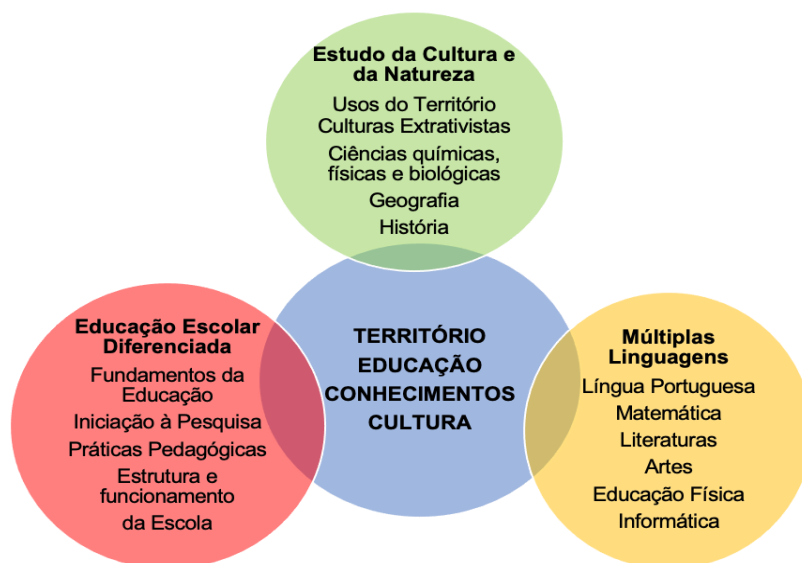 Estudo da Cultura e
da Natureza
Usos do Território
Culturas Extrativistas
Ciências químicas,
físicas e biológicas
Geografia
História
Educação Escolar
Diferenciada
Fundamentos da
Educação
Iniciação à Pesquisa
Práticas Pedagógicas
Estrutura e
funcionamento
da Escola
TERRITÓRIO
EDUCAÇÃO
CONHECIMENTOS
CULTURA
Múltiplas
Linguagens
Língua Portuguesa
Matemática
Literaturas
Artes
Educação Física
Informática